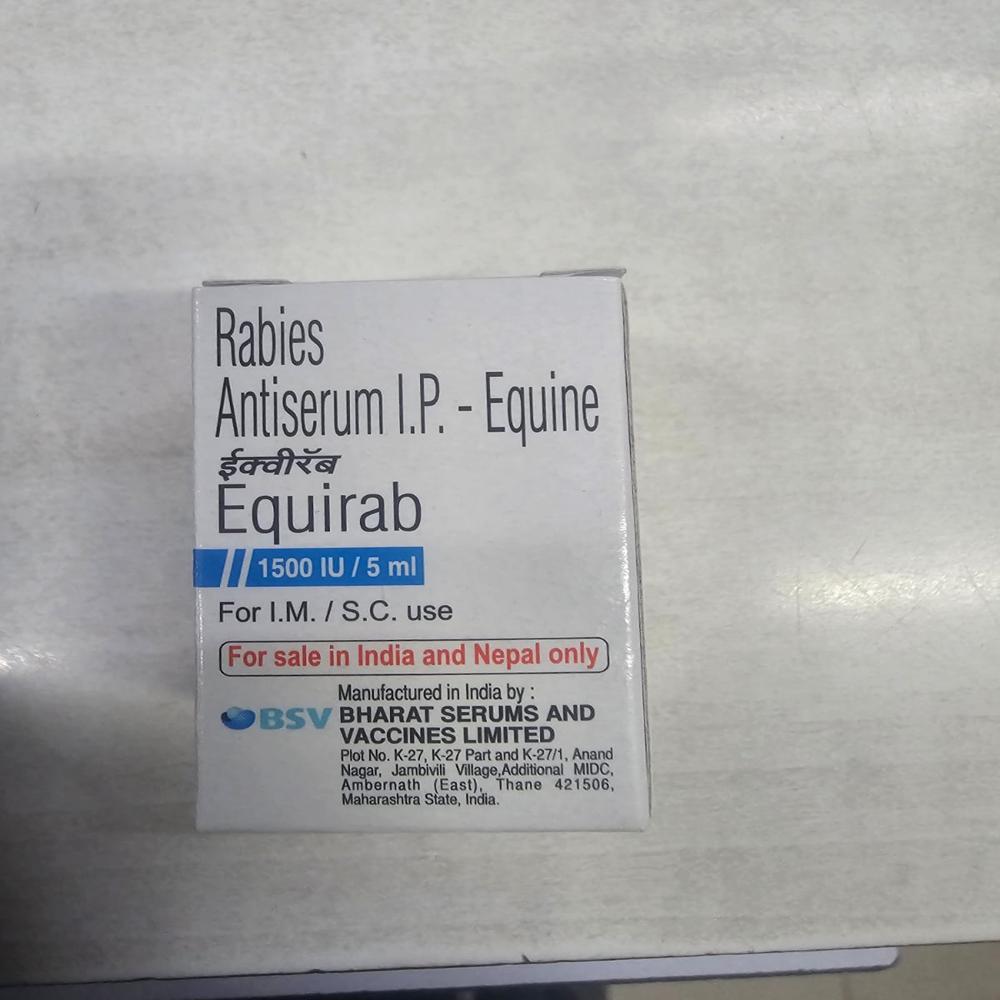 Rabies
Antiserum I.P. - Equine
ईक्वीरॅब
Equirab
1500 IU / 5 ml
For I.M. / S.C. use
For sale in India and Nepal only
Manufactured in India by :
BSV BHARAT SERUMS AND
VACCINES LIMITED
Plot No. K-27, K-27 Part and K-27/1, Anand
Nagar, Jambivili Village,Additional MIDC,
Ambernath (East), Thane 421506,
Maharashtra State, India.